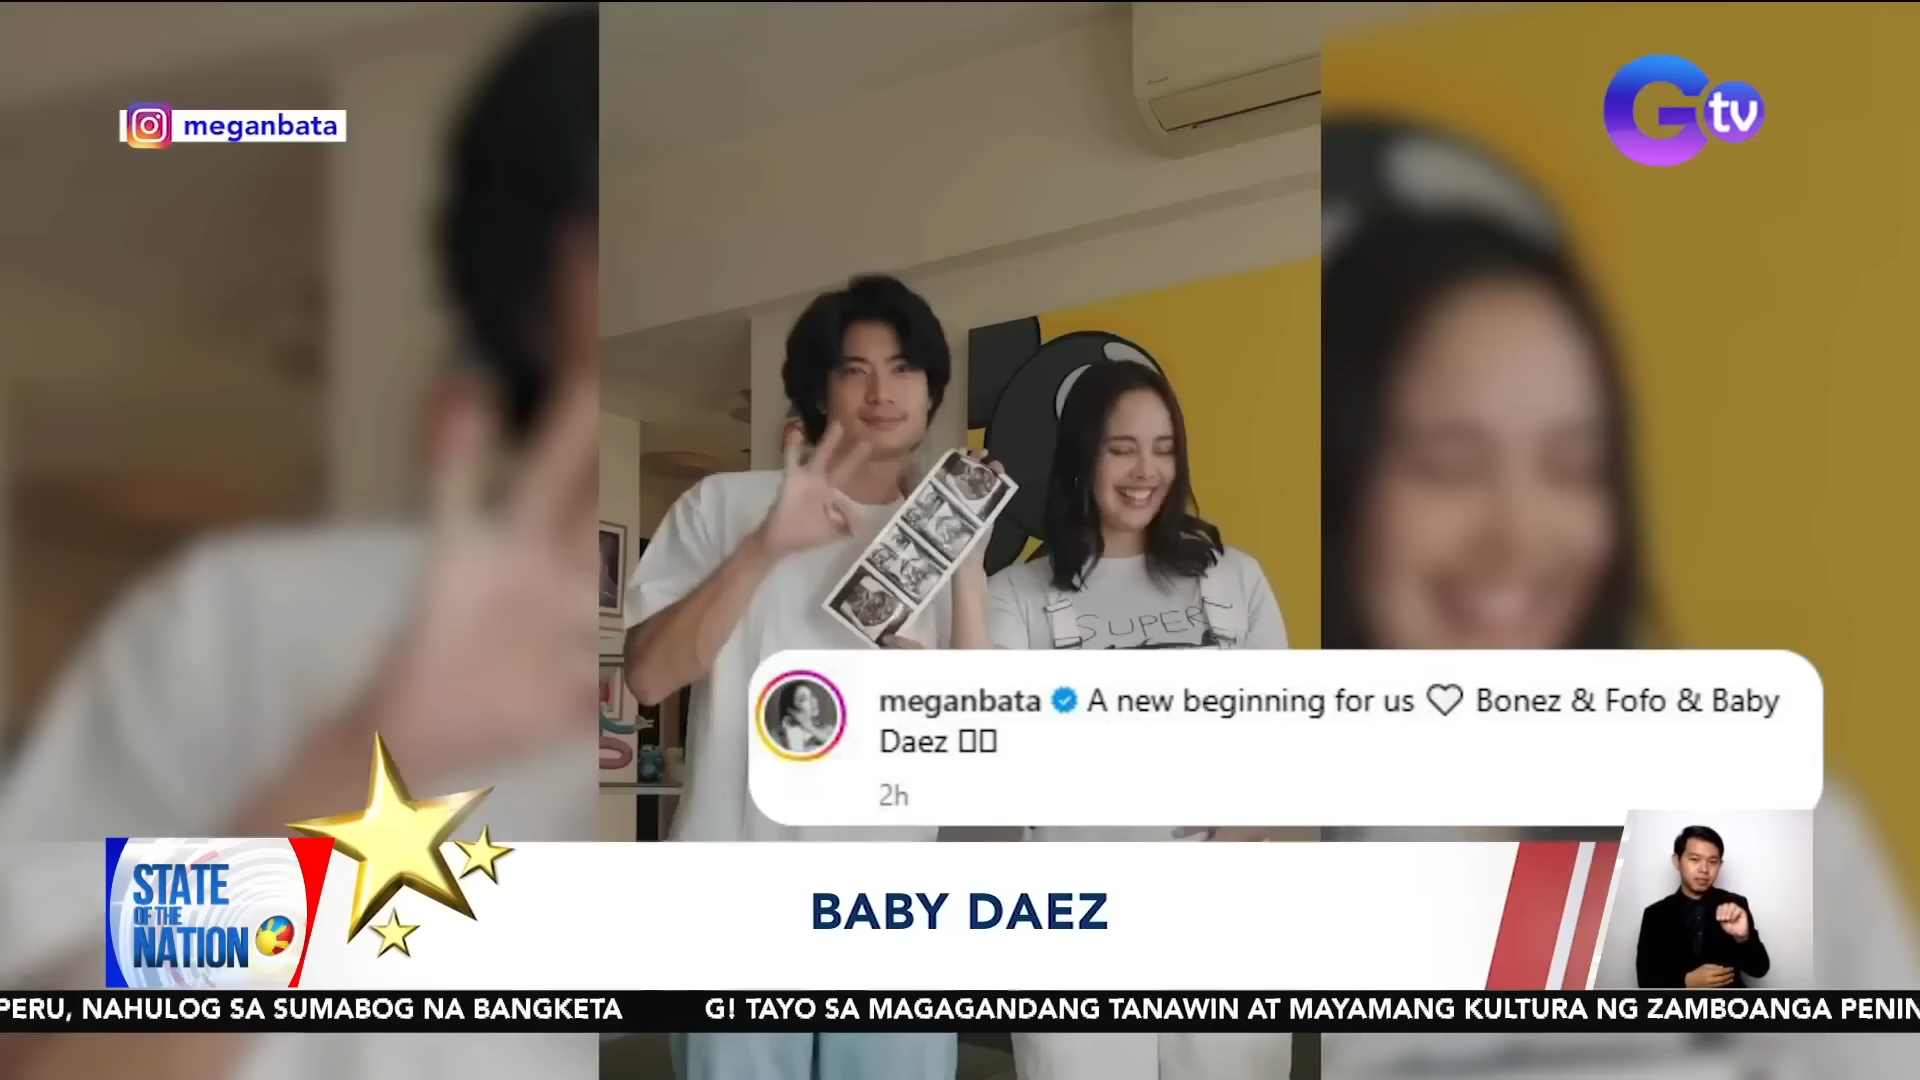 meganbata
G tv
SUPER
meganbata A new beginning for us ♡ Bonez & Fofo & Baby
Daez
2h
STATE
OF THE
NATION
BABY DAEZ
PERU, NAHULOG SA SUMABOG NA BANGKETA G! TAYO SA MAGAGANDANG TANAWIN AT MAYAMANG KULTURA NG ZAMBOANGA PENIN